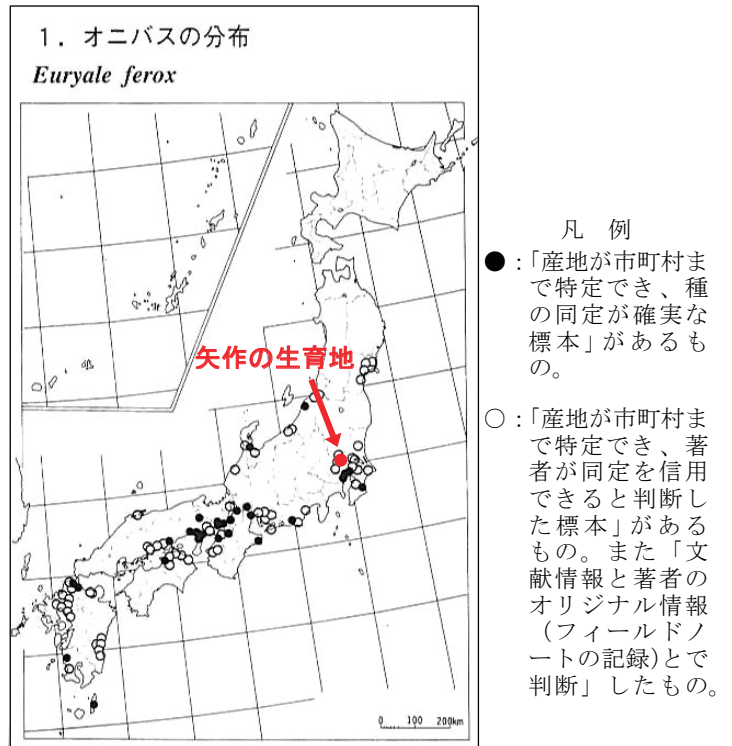 1. オニバスの分布
Euryale ferox
矢作の生育地
0 100 200km
凡 例
●:「産地が市町村ま
で特定でき、種
の同定が確実な
標本」があるも
の。
○:「産地が市町村ま
で特定でき、著
者が同定を信用
できると判断し
た標本」がある
もの。また「文
献情報と著者の
オリジナル情報
(フィールドノ
ートの記録)とで
判断」したもの。